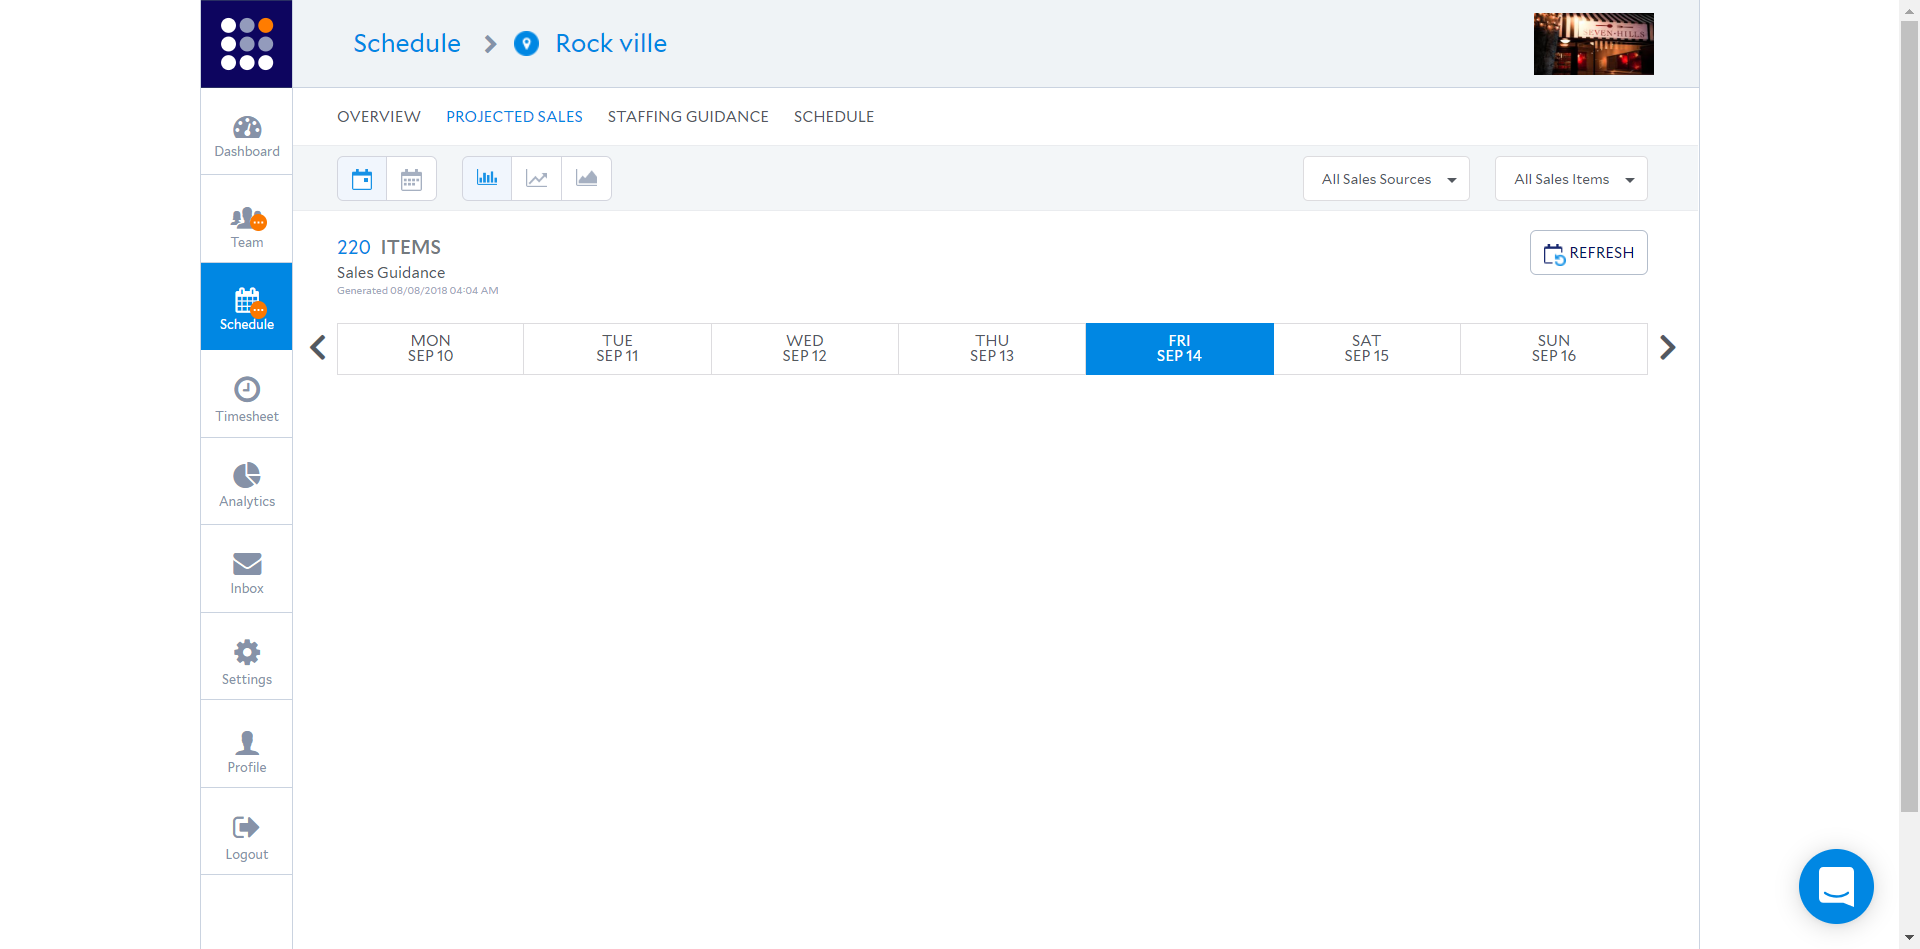 Schedule
Rock ville
SEVEN·HILLS
OVERVIEW
PROJECTED SALES
STAFFING GUIDANCE
SCHEDULE
All Sales Sources
All Sales Items
220 ITEMS
Sales Guidance
Generated 08/08/2018 04:04 AM
REFRESH
MON
SEP 10
TUE
SEP 11
WED
SEP 12
THU
SEP 13
FRI
SEP 14
SAT
SEP 15
SUN
SEP 16
Dashboard
Team
Schedule
Timesheet
Analytics
Inbox
Settings
Profile
Logout